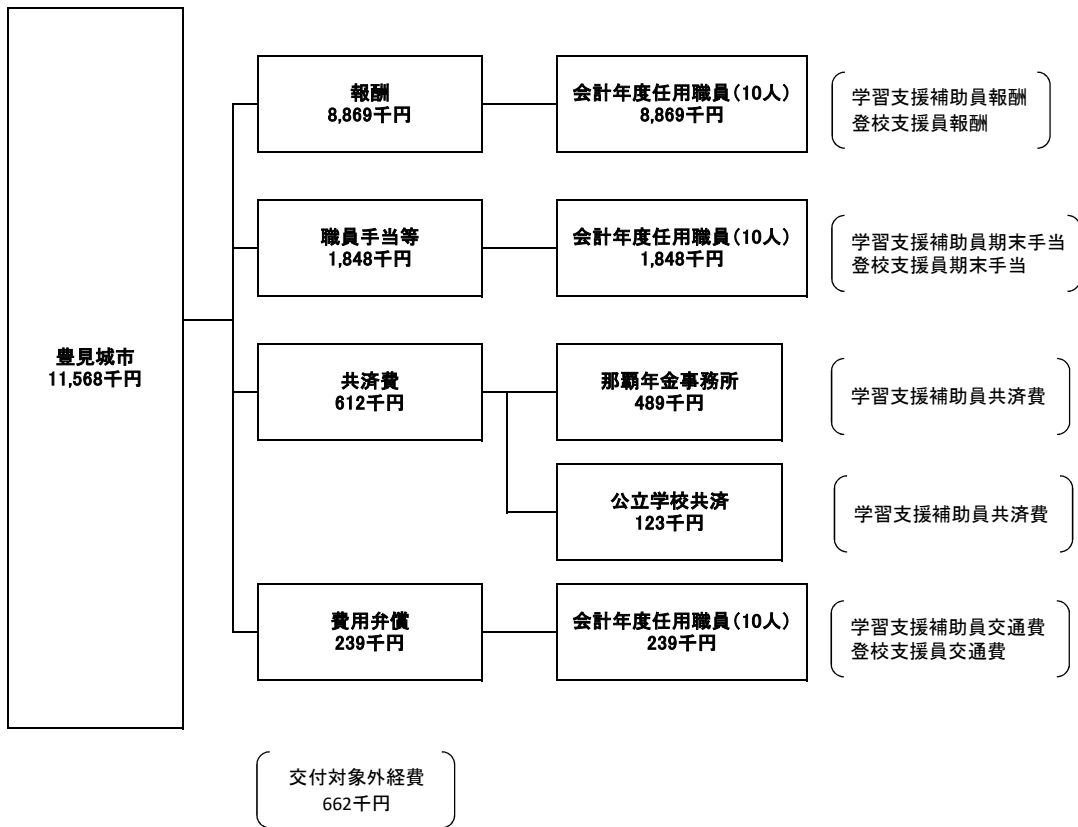 豊見城市
11,568千円
報酬
8,869千円
会計年度任用職員(10人)
8,869千円
学習支援補助員報酬
登校支援員報酬
職員手当等
1,848千円
会計年度任用職員(10人)
1,848千円
学習支援補助員期末手当
登校支援員期末手当
共済費
612千円
那覇年金事務所
489千円
学習支援補助員共済費
公立学校共済
123千円
学習支援補助員共済費
費用弁償
239千円
会計年度任用職員(10人)
239千円
学習支援補助員交通費
登校支援員交通費
交付対象外経費
662千円